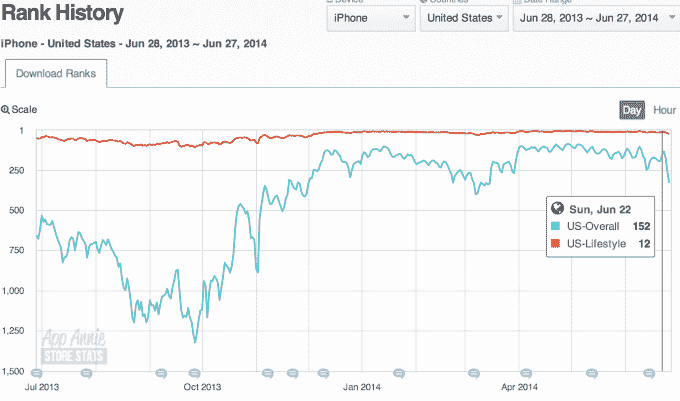 Rank History
iPhone
United States
Jun 28, 2013 ~ Jun 27, 2014
iPhone - United States - Jun 28, 2013 ~ Jun 27, 2014
Download Ranks
Scale
Day
Hour
1
250
500
750
1,000
1,250
1,500
Sun, Jun 22
US-Overall 152
US-Lifestyle 12
App Annie
STORE STATS
Jul 2013
Oct 2013
Jan 2014
Apr 2014